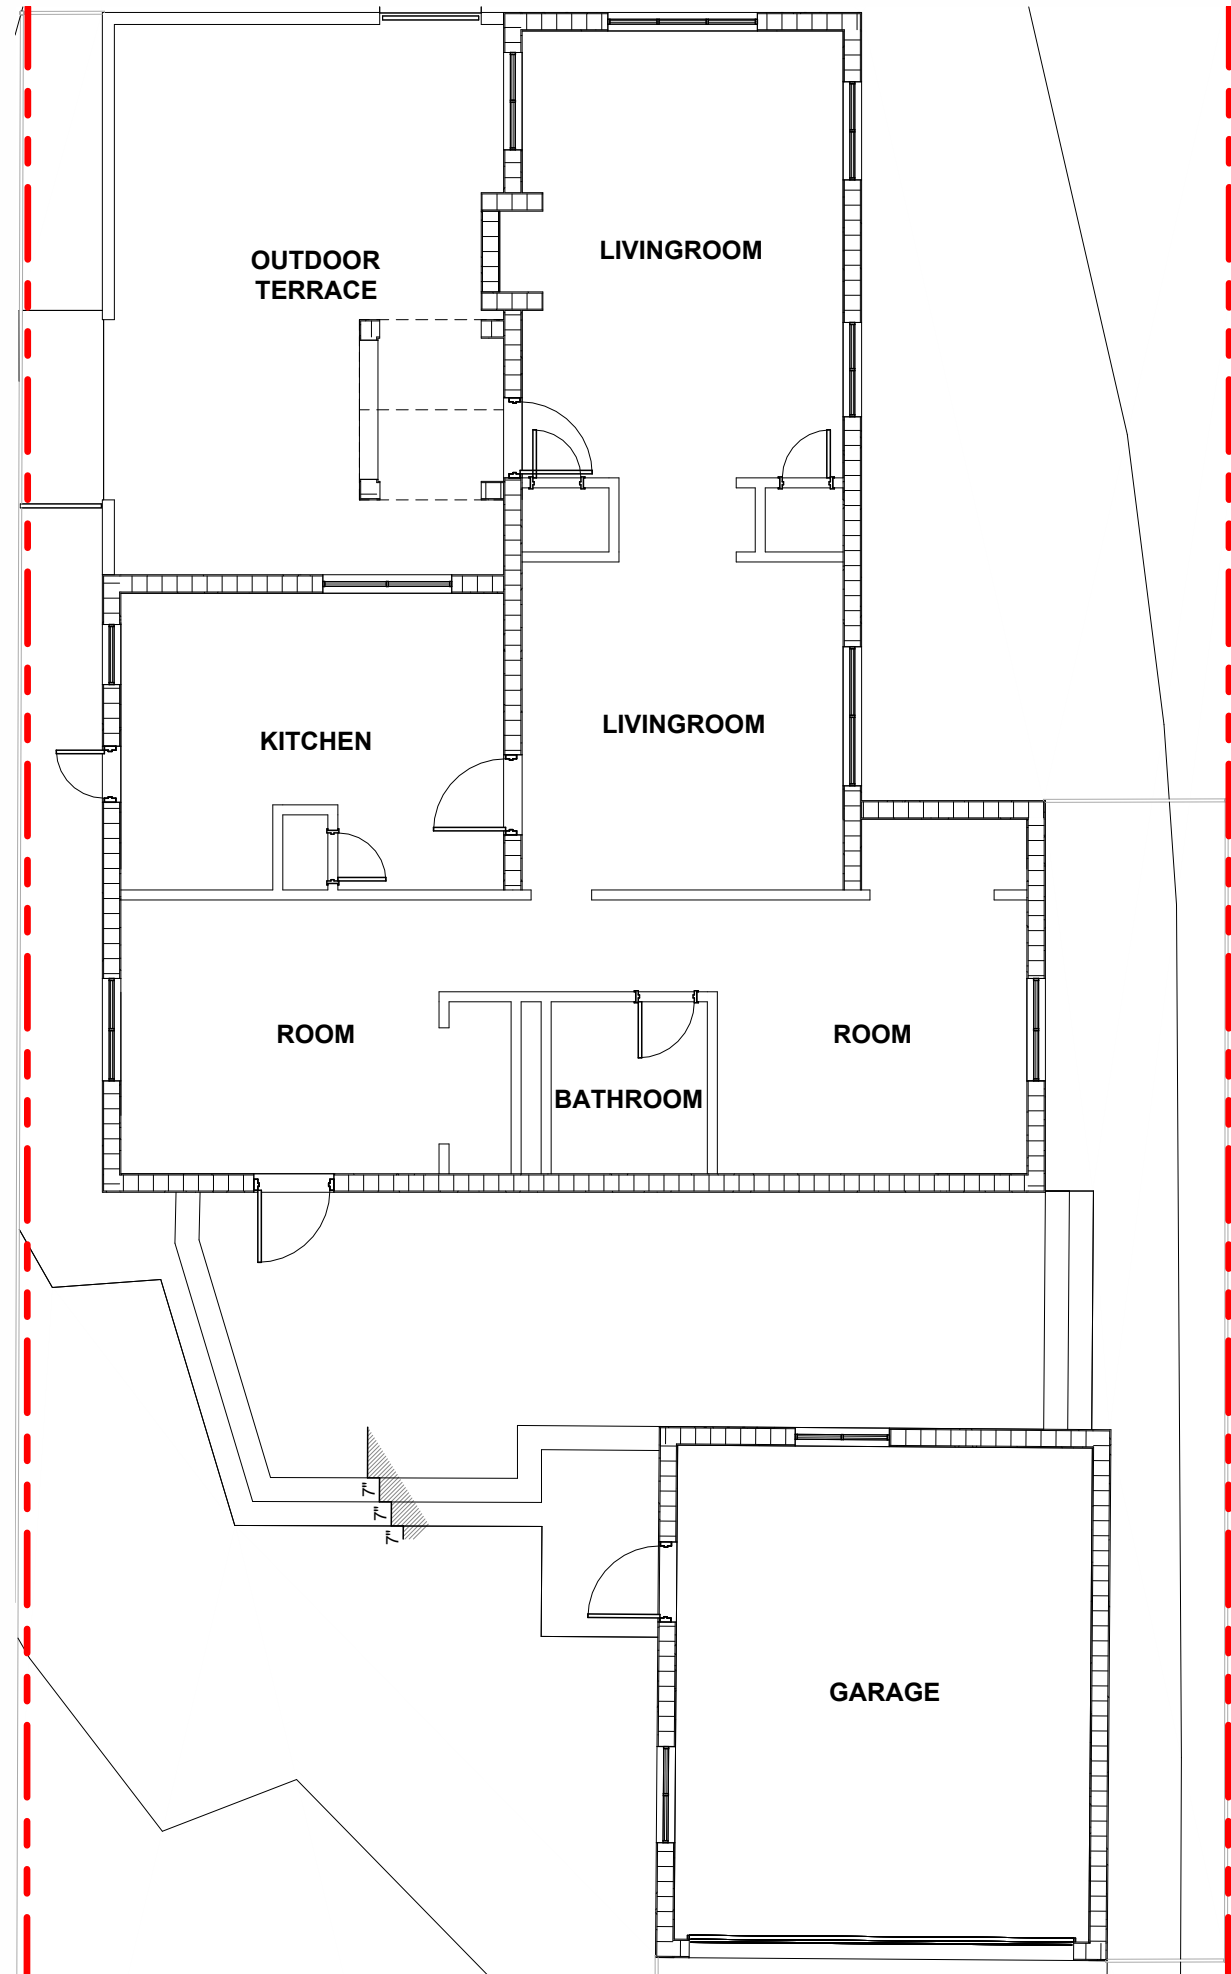 LIVINGROOM
OUTDOOR
TERRACE
LIVINGROOM
KITCHEN
ROOM
ROOM
BATHROOM
7"
7"
7"
GARAGE